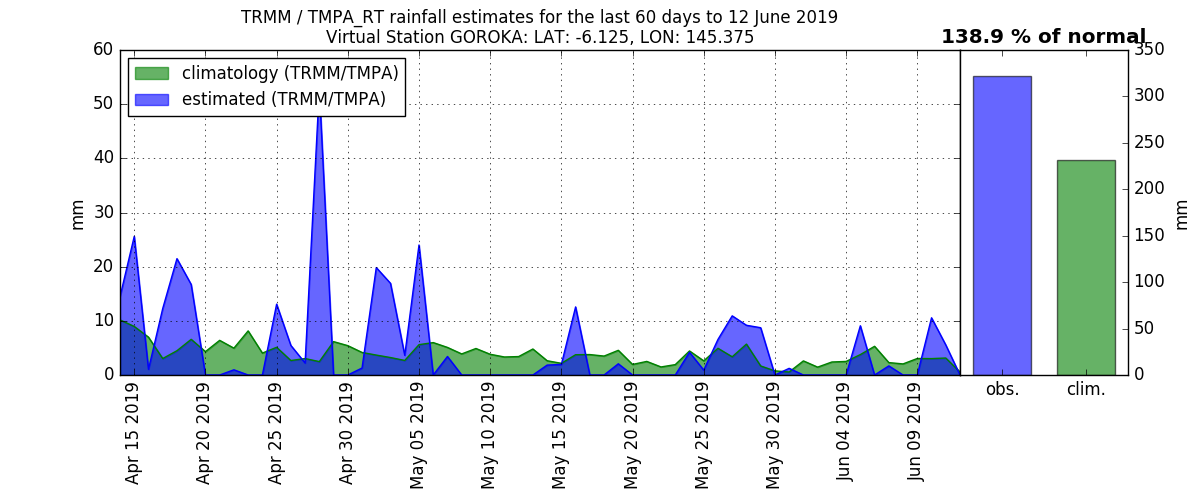 TRMM / TMPA_RT rainfall estimates for the last 60 days to 12 June 2019
Virtual Station GOROKA: LAT: -6.125, LON: 145.375
138.9 % of normal
climatology (TRMM/TMPA)
estimated (TRMM/TMPA)
mm
60
50
40
30
20
10
0
Apr 15 2019
Apr 20 2019
Apr 25 2019
Apr 30 2019
May 05 2019
May 10 2019
May 15 2019
May 20 2019
May 25 2019
May 30 2019
Jun 04 2019
Jun 09 2019
obs.
clim.
350
300
250
200
150
100
50
0
mm